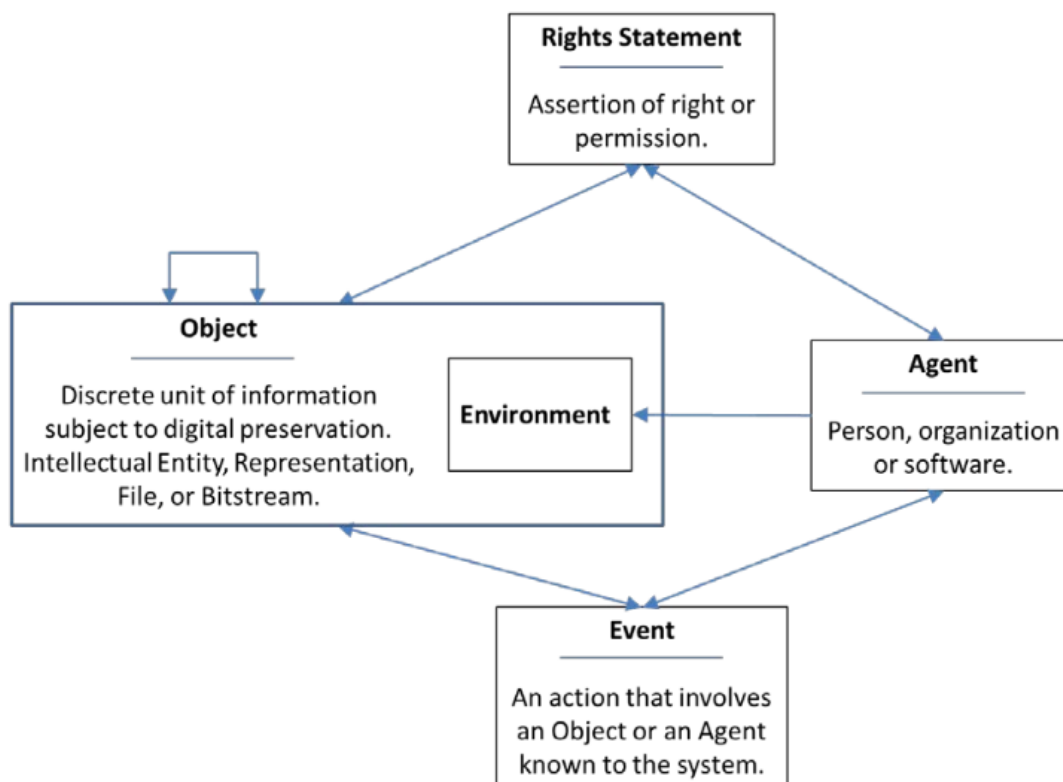 Rights Statement
Assertion of right or
permission.
Object
Discrete unit of information
subject to digital preservation.
Intellectual Entity, Representation,
File, or Bitstream.
Environment
Agent
Person, organization
or software.
Event
An action that involves
an Object or an Agent
known to the system.